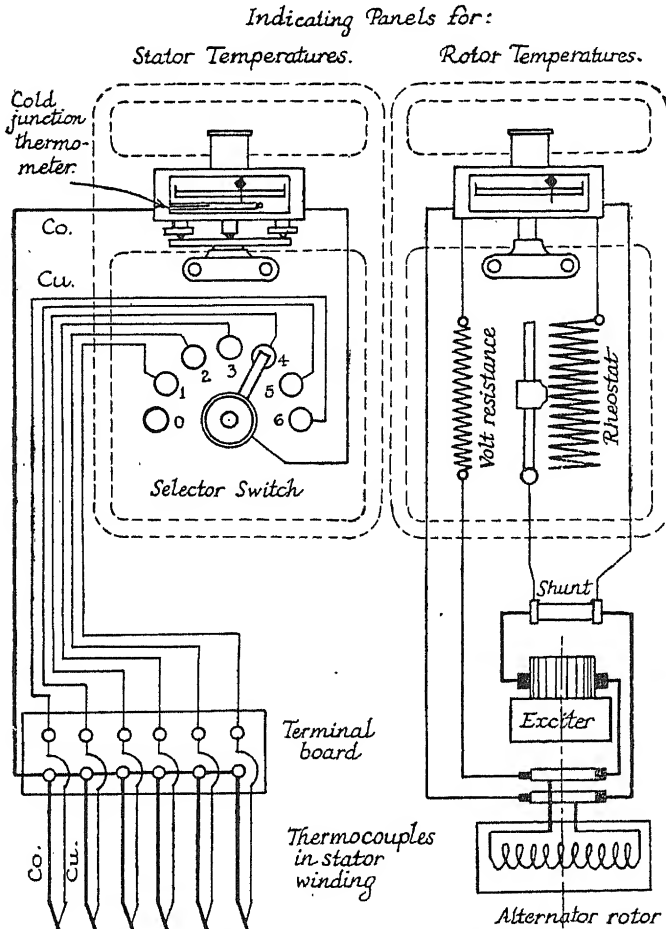 Indicating Panels for:
Stator Temperatures.
Rotor Temperatures.
Cold
junction
thermo-
meter.
Co.
Cu.
0
1
2
3
4
5
6
Selector Switch
Volt resistance
Rheostat
Shunt
Exciter
Terminal
board
Co.
Cu.
Thermocouples
in stator
winding
Alternator rotor